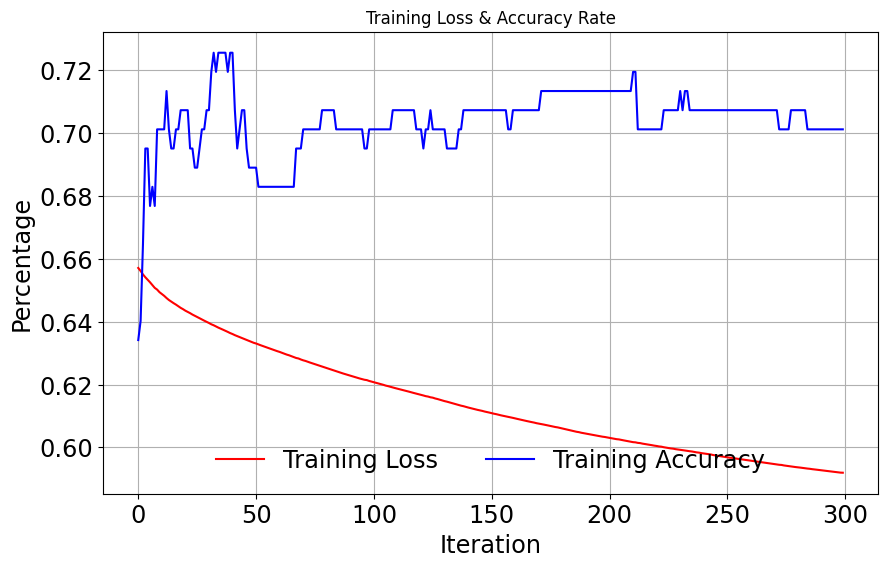 Training Loss & Accuracy Rate
0.72
0.70
0.68
0.66
0.64
0.62
0.60
Percentage
Training Loss Training Accuracy
0 50 100 150 200 250 300
Iteration